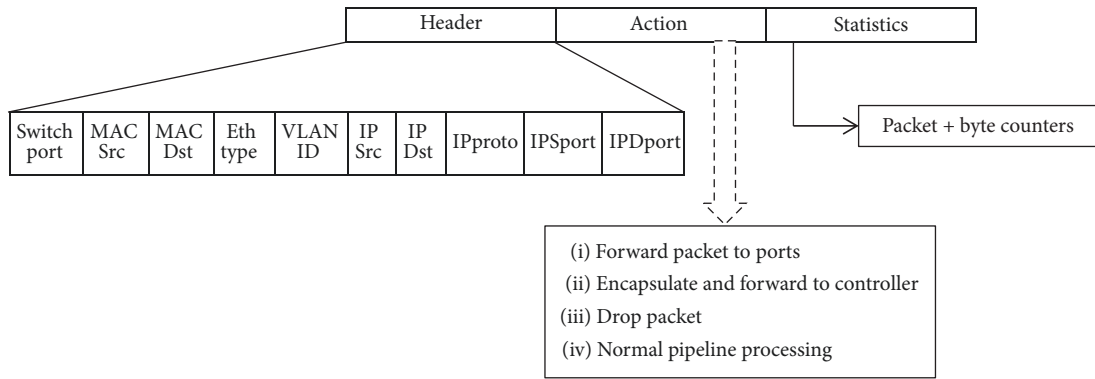 Header Action Statistics
Switch port MAC Src MAC Dst Eth type VLAN ID IP Src IP Dst IPproto IPSport IPDport
Packet + byte counters
(i) Forward packet to ports
(ii) Encapsulate and forward to controller
(iii) Drop packet
(iv) Normal pipeline processing